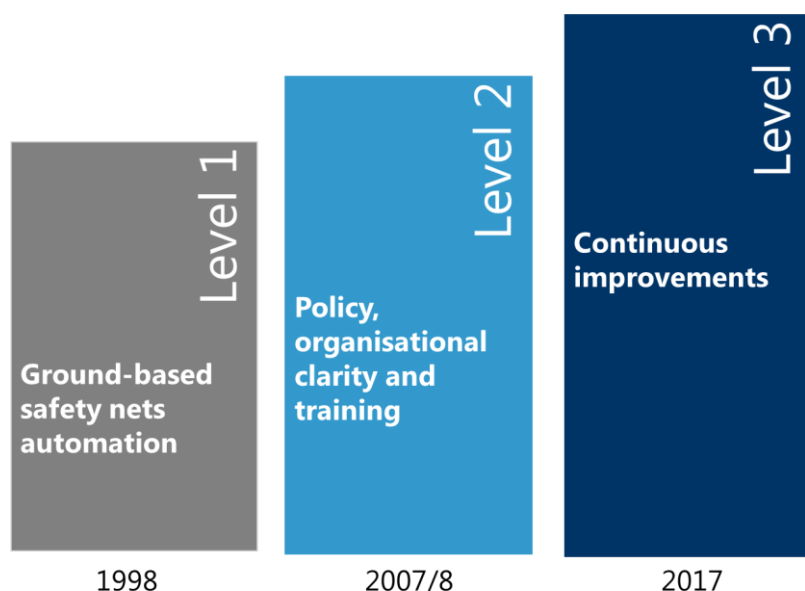 Level 1
Ground-based
safety nets
automation
1998
Level 2
Policy,
organisational
clarity and
training
2007/8
Level 3
Continuous
improvements
2017